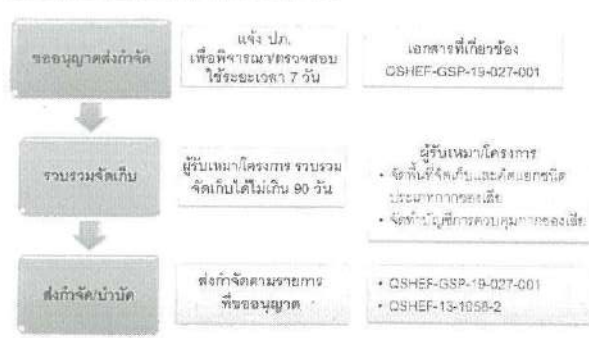 ขออนุญาตส่งกำจัด
แจ้ง ปภ.
เพื่อพิจารณา/ตรวจสอบ
ใช้ระยะเวลา 7 วัน
เอกสารที่เกี่ยวข้อง
QSHEF-GSP-19-027-001
รวบรวมจัดเก็บ
ผู้รับเหมา/โครงการ รวบรวม
จัดเก็บได้ไม่เกิน 90 วัน
ผู้รับเหมา/โครงการ
• จัดพื้นที่จัดเก็บและคัดแยกชนิด
ประเภทกากของเสีย
• จัดทำบัญชีการควบคุมกากของเสีย
ส่งกำจัด/บำบัด
ส่งกำจัดตามรายการ
ที่ขออนุญาต
• QSHEF-GSP-19-027-001
• QSHEF-13-1058-2